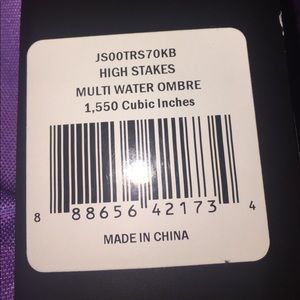 JS00TRS70KB
HIGH STAKES
MULTI WATER OMBRE
1,550 Cubic Inches
8 88656 42173 4
MADE IN CHINA